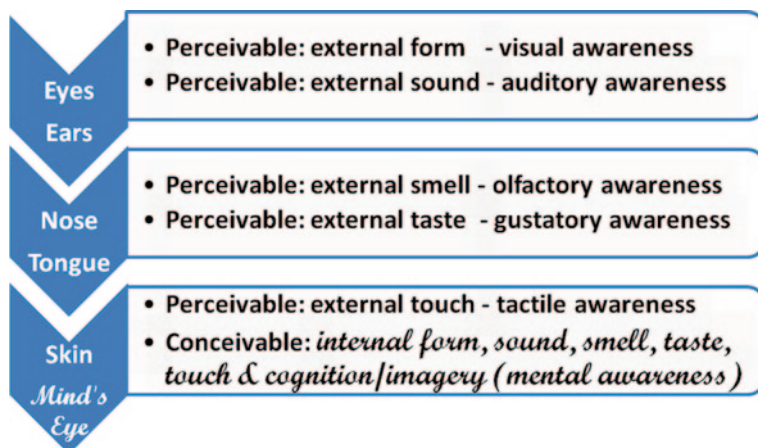 Eyes
Ears
• Perceivable: external form - visual awareness
• Perceivable: external sound - auditory awareness
Nose
Tongue
• Perceivable: external smell - olfactory awareness
• Perceivable: external taste - gustatory awareness
Skin
Mind's
Eye
• Perceivable: external touch - tactile awareness
• Conceivable: internal form, sound, smell, taste,
touch & cognition/imagery (mental awareness)